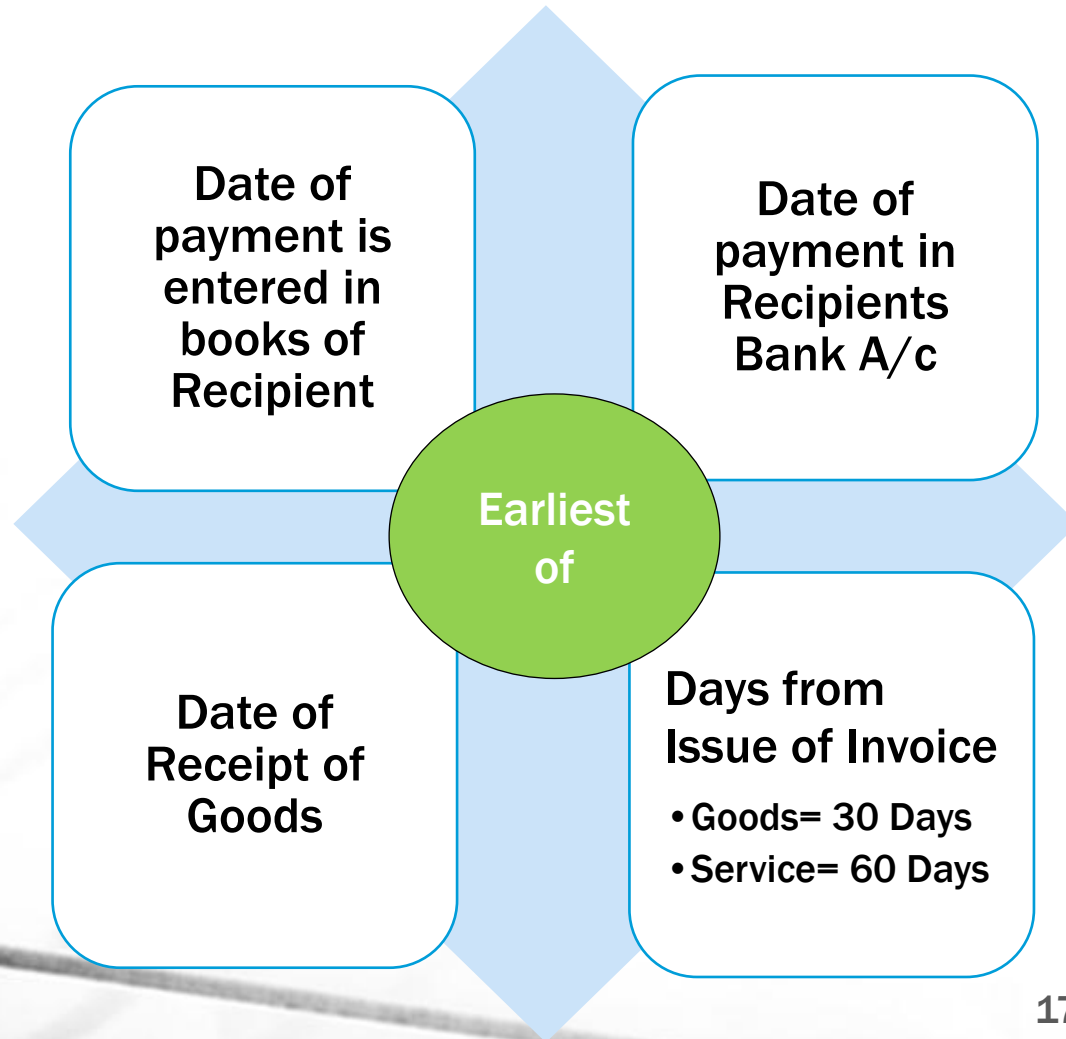 Date of
payment is
entered in
books of
Recipient
Date of
payment in
Recipients
Bank A/c
Earliest
of
Date of
Receipt of
Goods
Days from
Issue of Invoice
•Goods= 30 Days
•Service= 60 Days
17